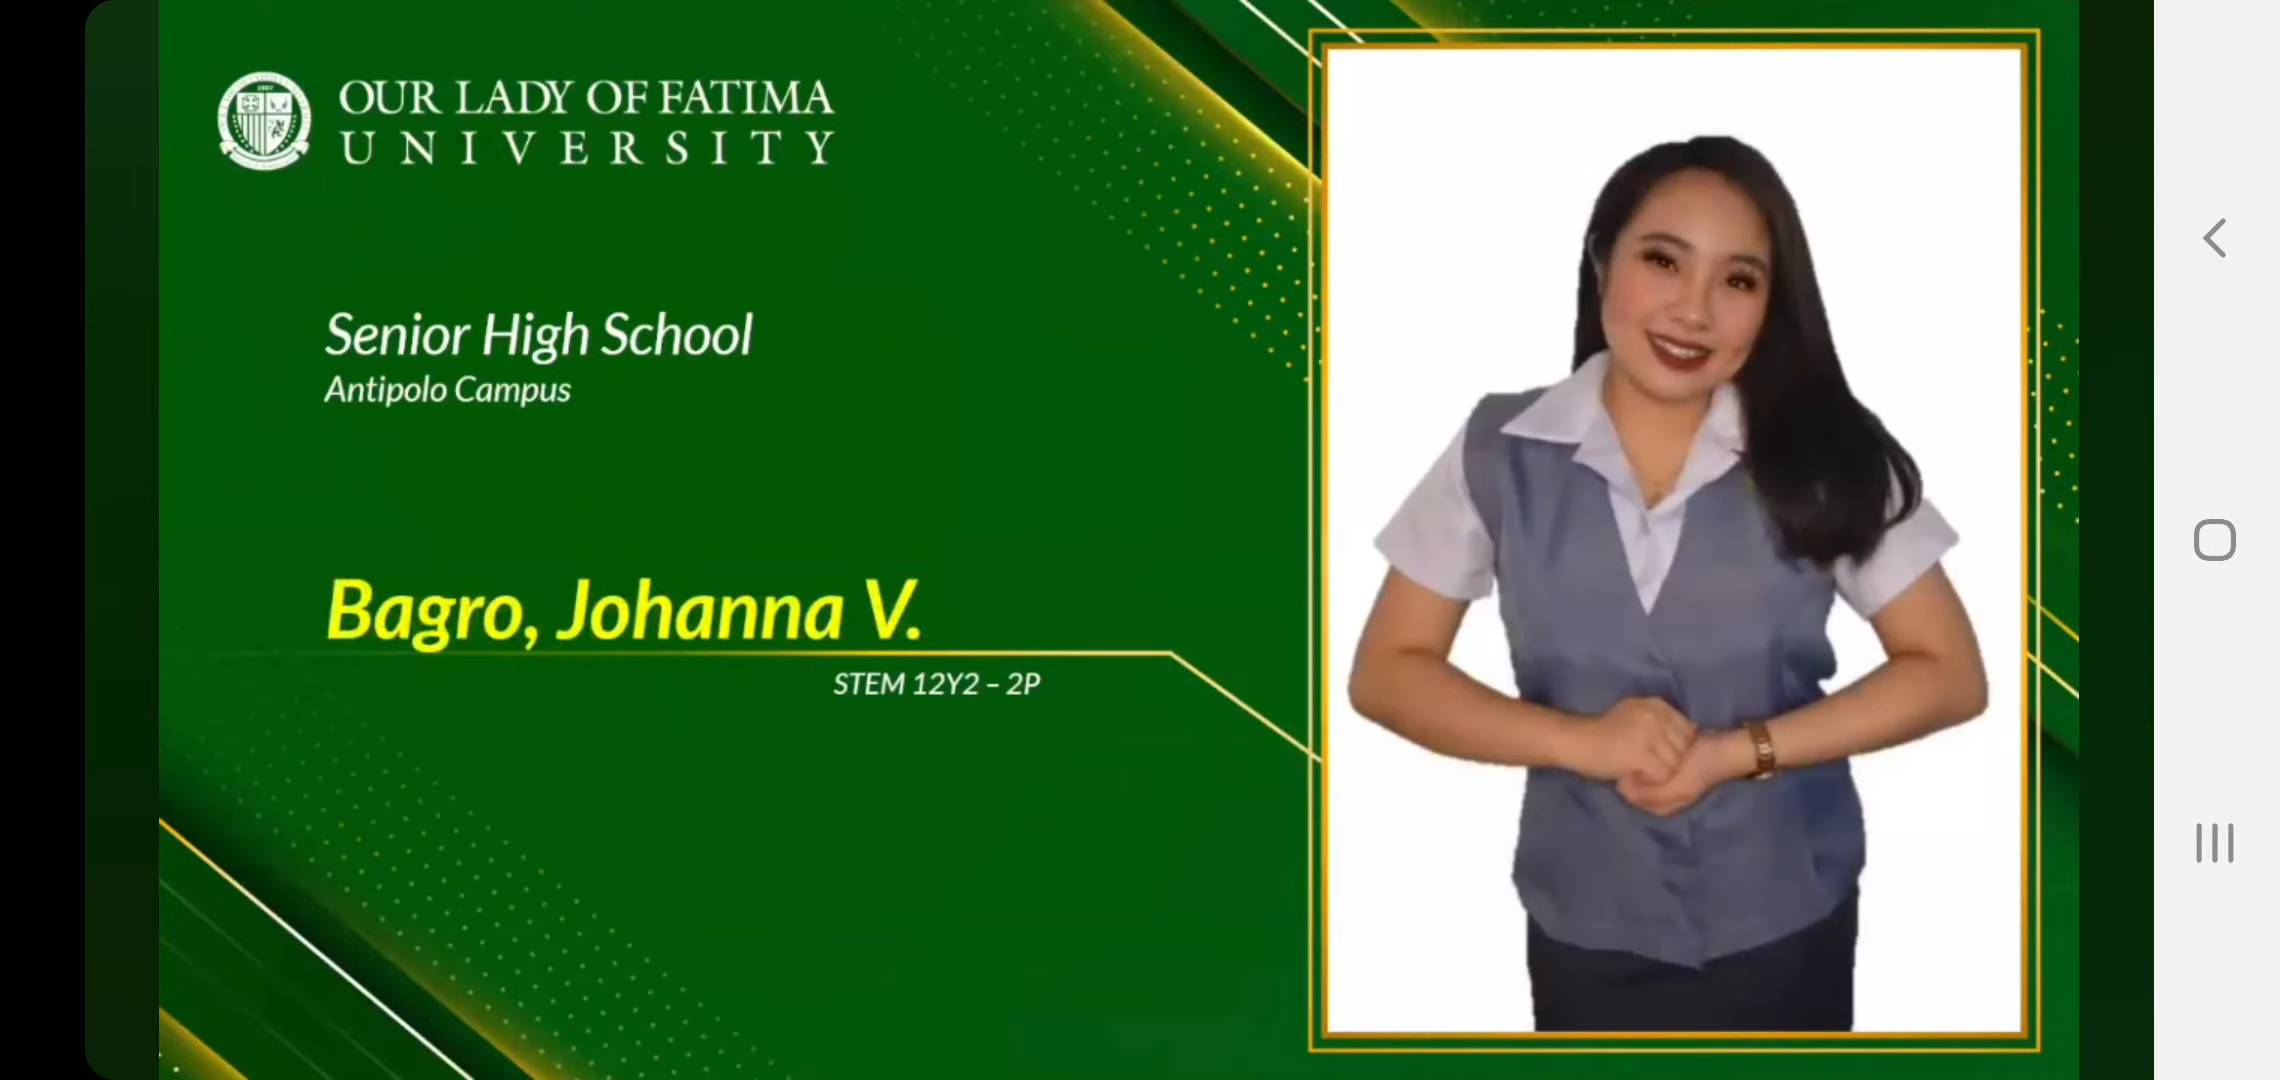 OUR LADY OF FATIMA
UNIVERSITY
Senior High School
Antipolo Campus
Bagro, Johanna V.
STEM 12Y2 – 2P